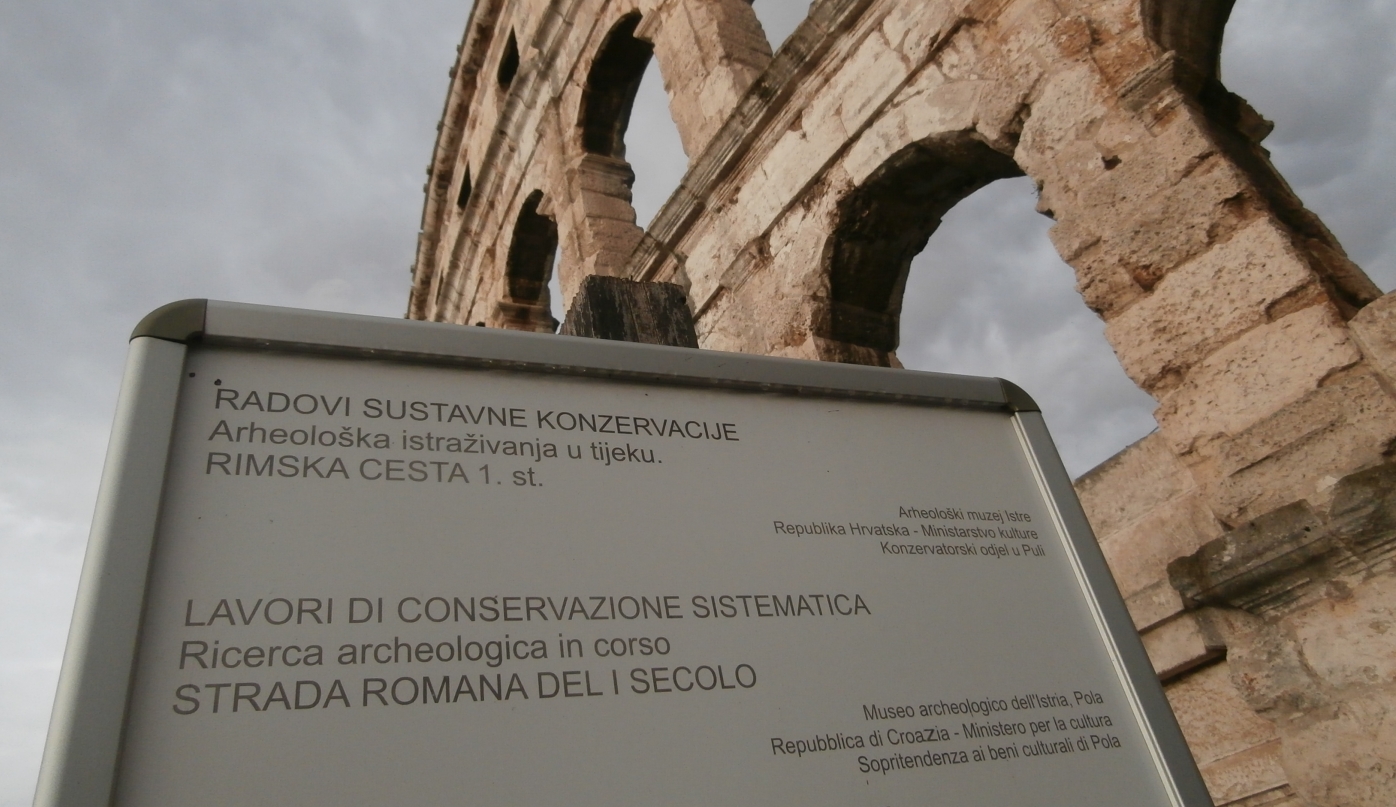 RADOVI SUSTAVNE KONZERVACIJE
Arheološka istraživanja u tijeku.
RIMSKA CESTA 1. st.
Arheološki muzej Istre
Republika Hrvatska - Ministarstvo kulture
Konzervatorski odjel u Puli
LAVORI DI CONSERVAZIONE SISTEMATICA
Ricerca archeologica in corso
STRADA ROMANA DEL I SECOLO
Museo archeologico dell'Istria, Pola
Repubblica di Croazia - Ministero per la cultura
Sopritendenza ai beni culturali di Pola